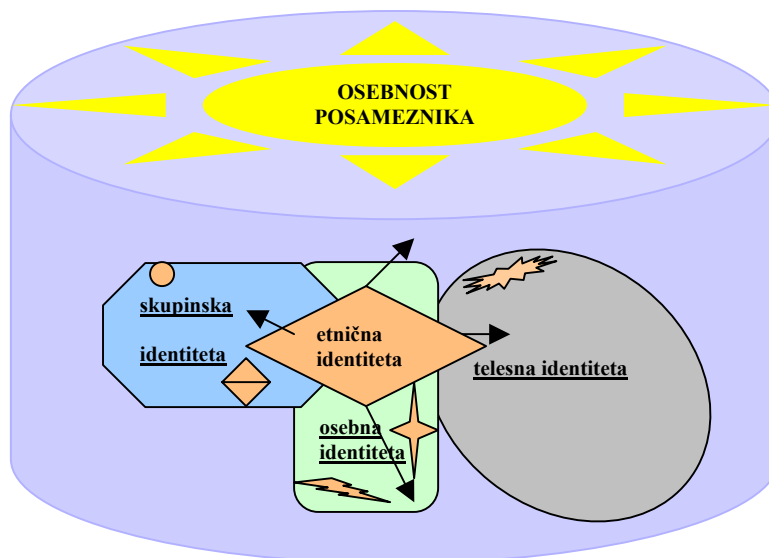 OSEBNOST
POSAMEZNIKA
skupinska
identiteta
etnična
identiteta
telesna identiteta
osebna
identiteta